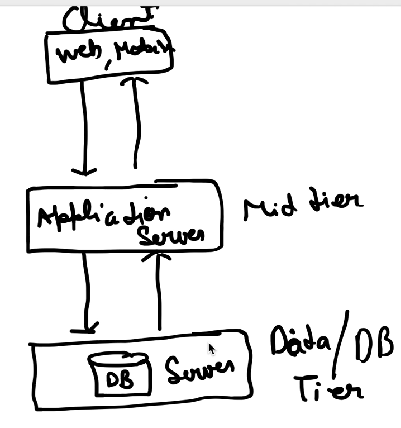 Client
Web, Mobile
Application
Server
Mid tier
DB
Server
Data/DB
Tier